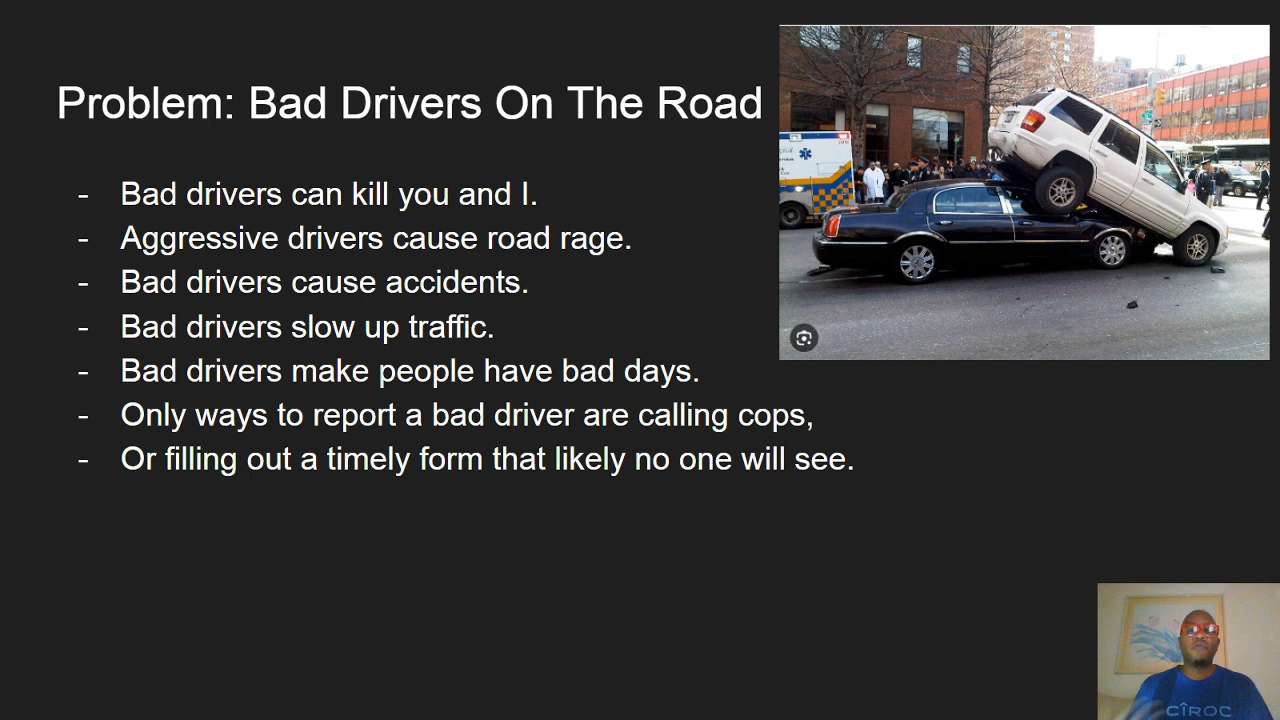 Problem: Bad Drivers On The Road
- Bad drivers can kill you and I.
- Aggressive drivers cause road rage.
- Bad drivers cause accidents.
- Bad drivers slow up traffic.
- Bad drivers make people have bad days.
- Only ways to report a bad driver are calling cops,
- Or filling out a timely form that likely no one will see.
CÎROC